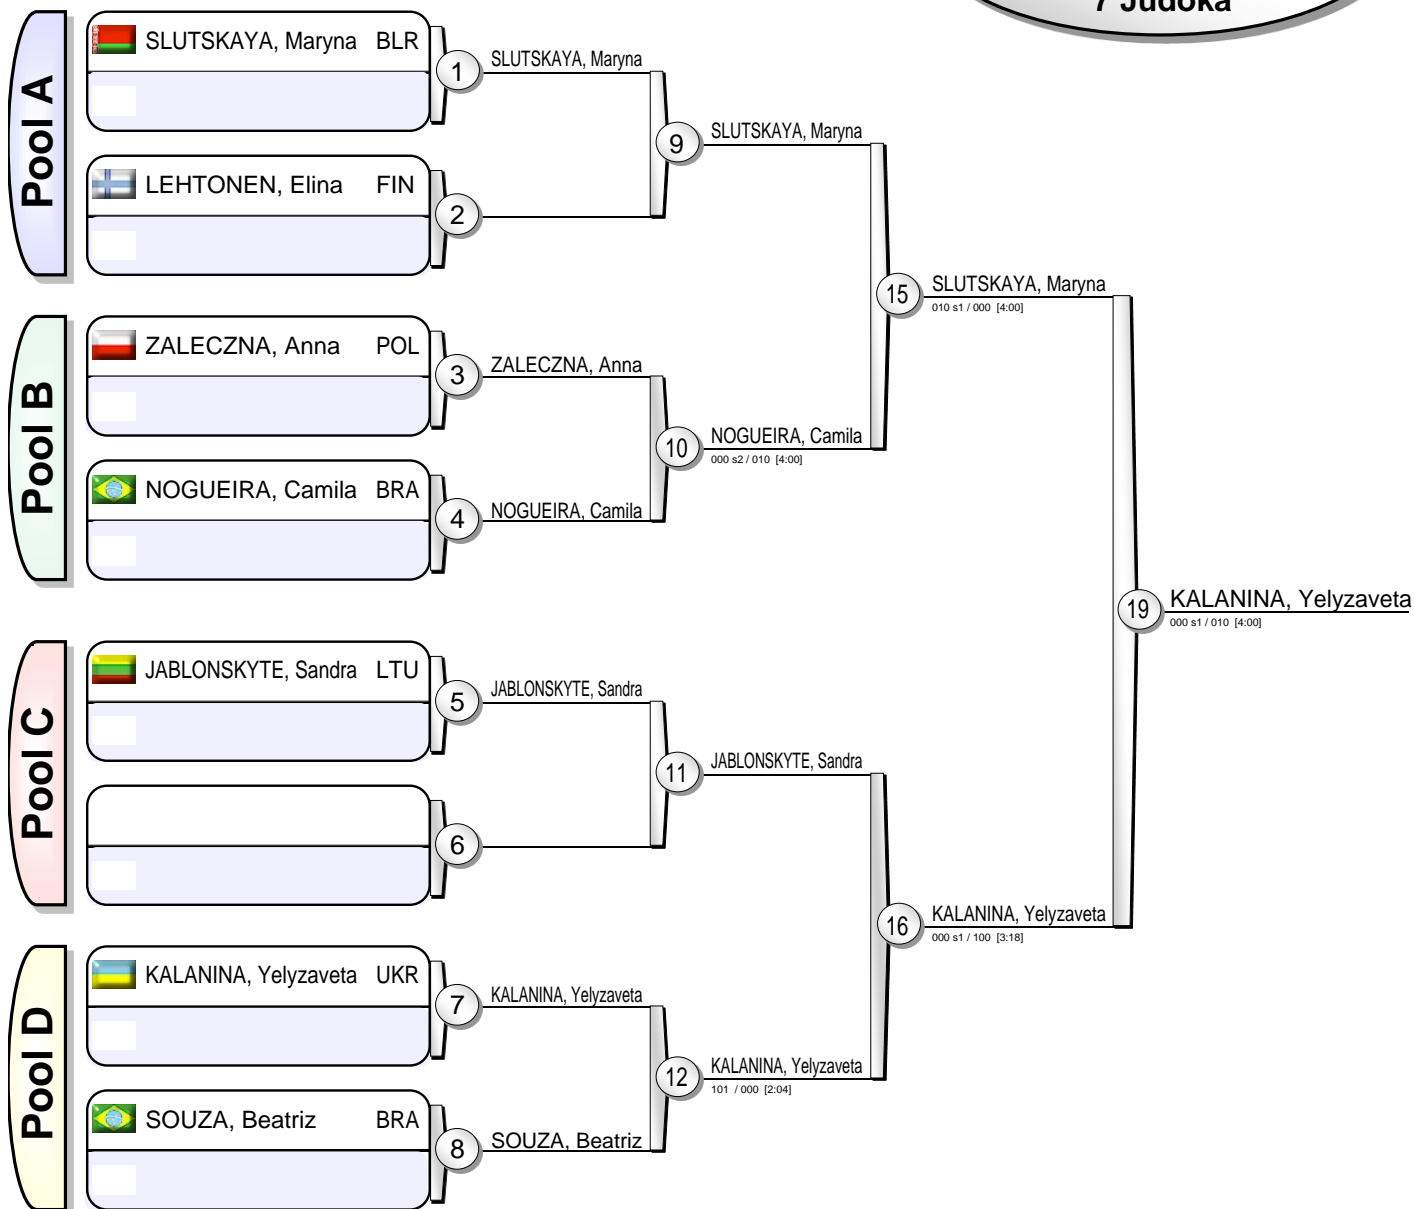 7 Judoka
Pool A
SLUTSKAYA, Maryna BLR
1
SLUTSKAYA, Maryna
LEHTONEN, Elina FIN
2
9
SLUTSKAYA, Maryna
Pool B
ZALECZNA, Anna POL
3
ZALECZNA, Anna
NOGUEIRA, Camila BRA
4
NOGUEIRA, Camila
10
NOGUEIRA, Camila
000 s2 / 010 [4:00]
15
SLUTSKAYA, Maryna
010 s1 / 000 [4:00]
Pool C
JABLONSKYTE, Sandra LTU
5
JABLONSKYTE, Sandra
6
11
JABLONSKYTE, Sandra
Pool D
KALANINA, Yelyzaveta UKR
7
KALANINA, Yelyzaveta
SOUZA, Beatriz BRA
8
SOUZA, Beatriz
12
KALANINA, Yelyzaveta
101 / 000 [2:04]
16
KALANINA, Yelyzaveta
000 s1 / 100 [3:18]
19
KALANINA, Yelyzaveta
000 s1 / 010 [4:00]